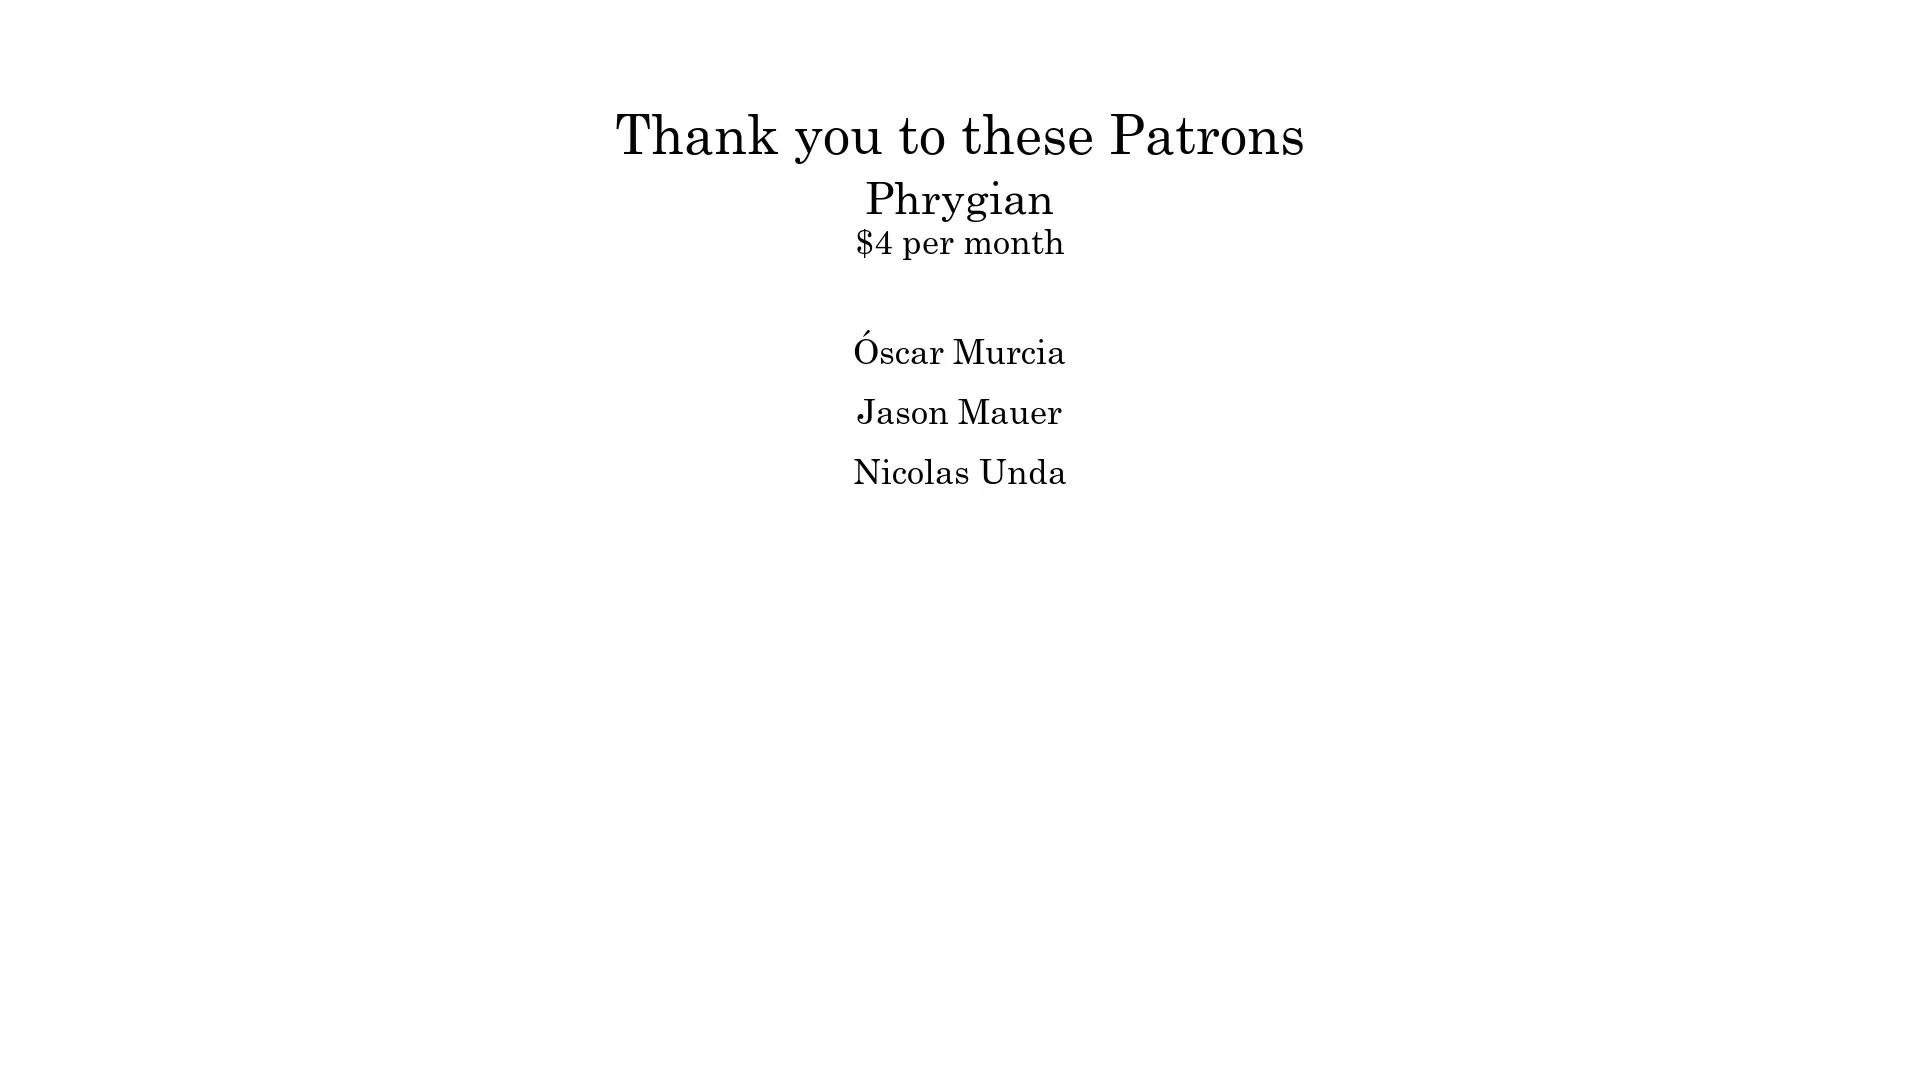 Thank you to these Patrons
Phrygian
$4 per month
Óscar Murcia
Jason Mauer
Nicolas Unda